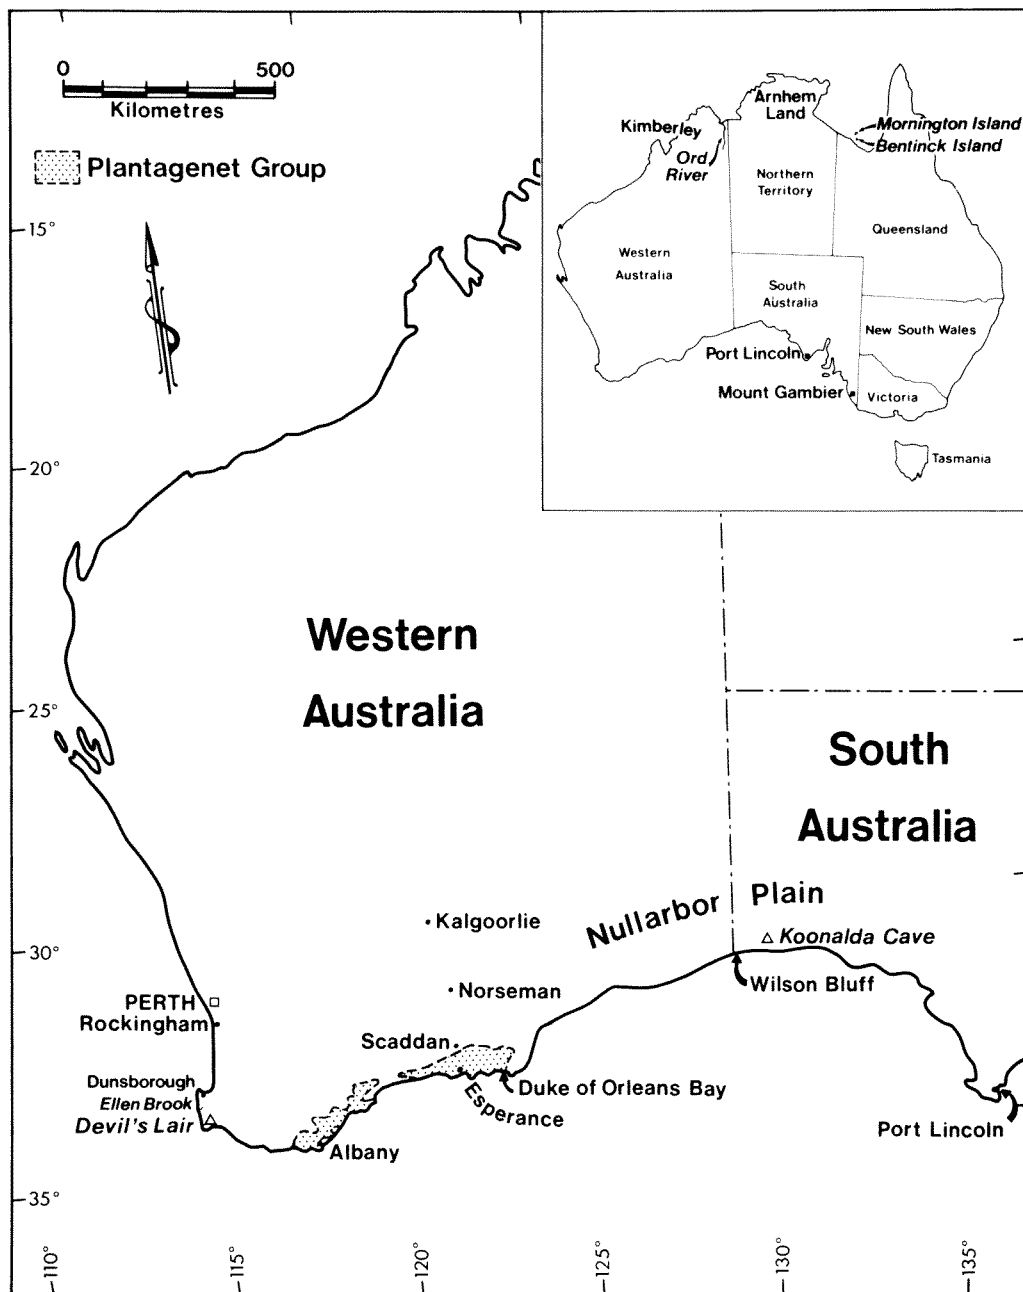 0 500
Kilometres
Plantagenet Group
15°
20°
25°
30°
35°
110°
115°
120°
125°
130°
135°
Arnhem
Land
Kimberley
Mornington Island
Bentinck Island
Ord
River
Northern
Territory
Queensland
Western
Australia
South
Australia
New South Wales
Port Lincoln
Mount Gambier
Victoria
Tasmania
Western
Australia
South
Australia
Nullarbor Plain
Kalgoorlie
Koonalda Cave
Wilson Bluff
Norseman
PERTH
Rockingham
Scaddan
Dunsborough
Ellen Brook
Devil's Lair
Duke of Orleans Bay
Esperance
Albany
Port Lincoln